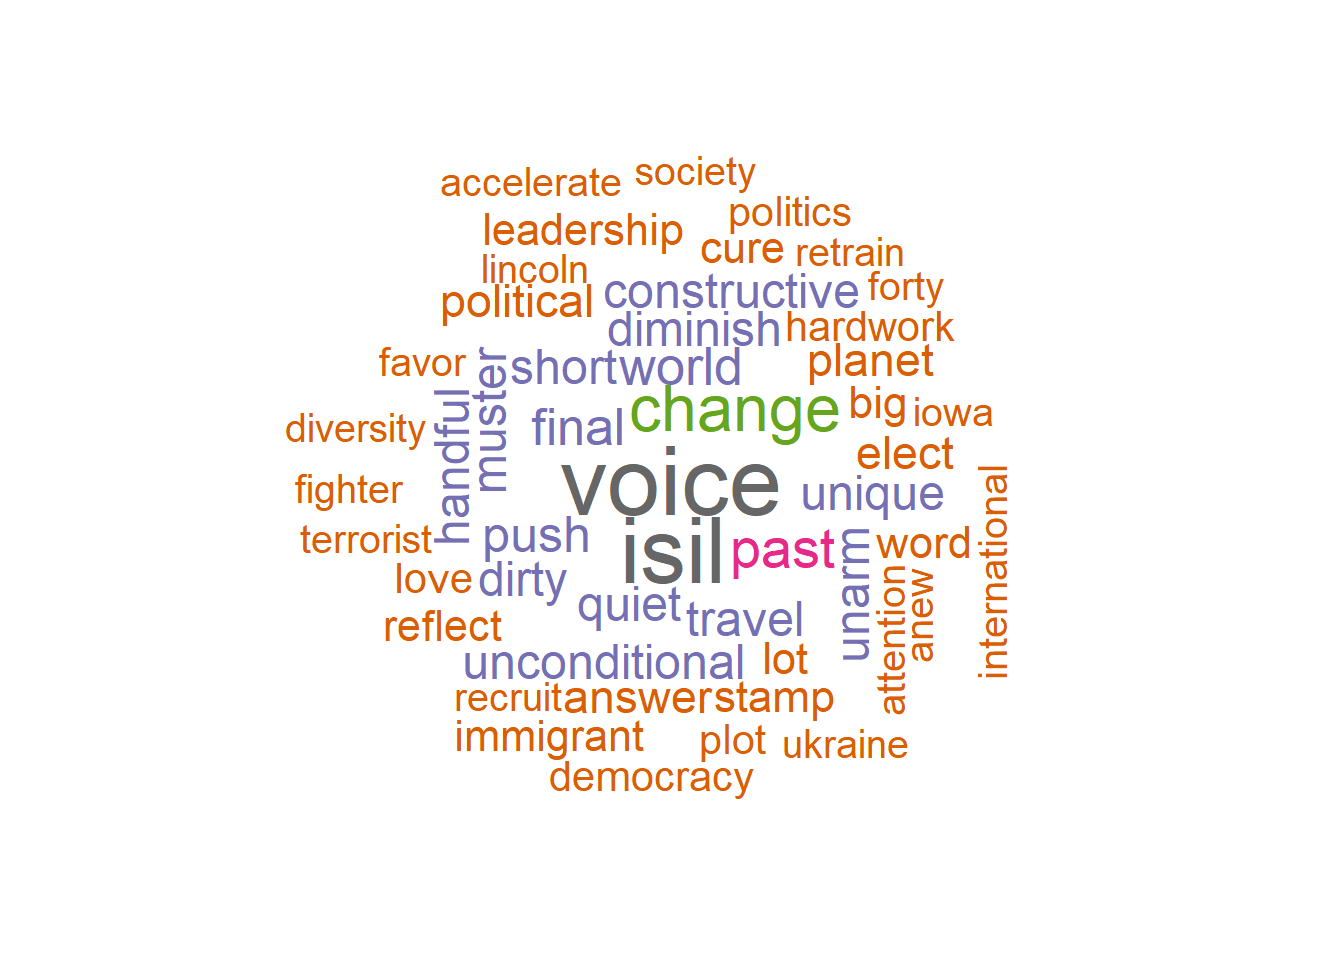 accelerate
society
politics
leadership
cure
retrain
lincoln
political
constructive
forty
diminish
hardwork
favor
muster
short
world
planet
handful
change
big
iowa
diversity
final
elect
voice
unique
international
fighter
push
isil
past
unarm
word
terrorist
love
dirty
quiet
travel
attention
anew
reflect
unconditional
lot
recruit
answer
stamp
immigrant
plot
ukraine
democracy